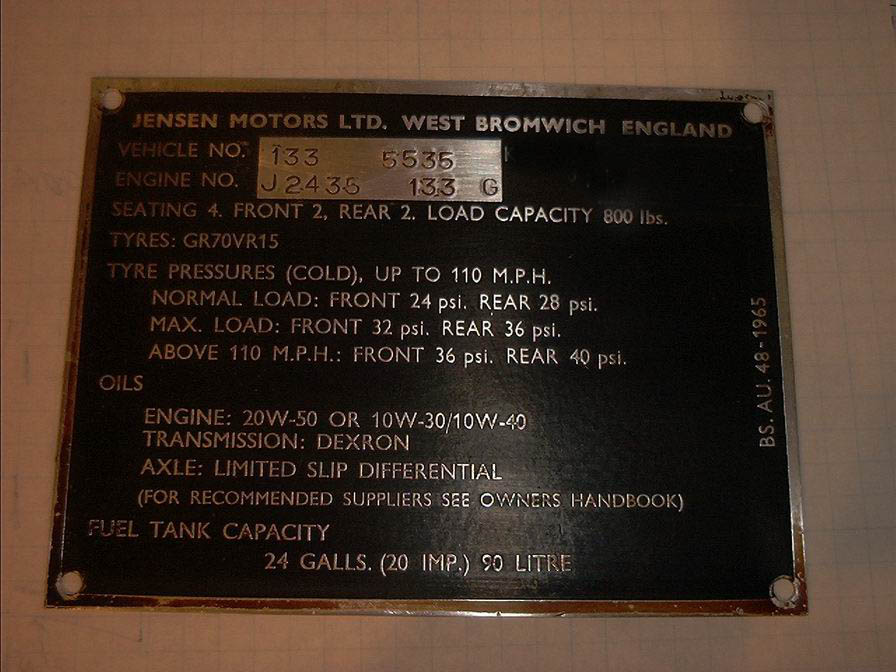 JENSEN MOTORS LTD. WEST BROMWICH ENGLAND
VEHICLE NO. 133 5535
ENGINE NO. J2435 133 G
SEATING 4. FRONT 2, REAR 2. LOAD CAPACITY 800 lbs.
TYRES: GR70VR15
TYRE PRESSURES (COLD), UP TO 110 M.P.H.
NORMAL LOAD: FRONT 24 psi. REAR 28 psi.
MAX. LOAD: FRONT 32 psi. REAR 36 psi.
ABOVE 110 M.P.H.: FRONT 36 psi. REAR 40 psi.
OILS
ENGINE: 20W-50 OR 10W-30/10W-40
TRANSMISSION: DEXRON
AXLE: LIMITED SLIP DIFFERENTIAL
(FOR RECOMMENDED SUPPLIERS SEE OWNERS HANDBOOK)
FUEL TANK CAPACITY
24 GALLS. (20 IMP.) 90 LITRE
BS. AU. 48-1965